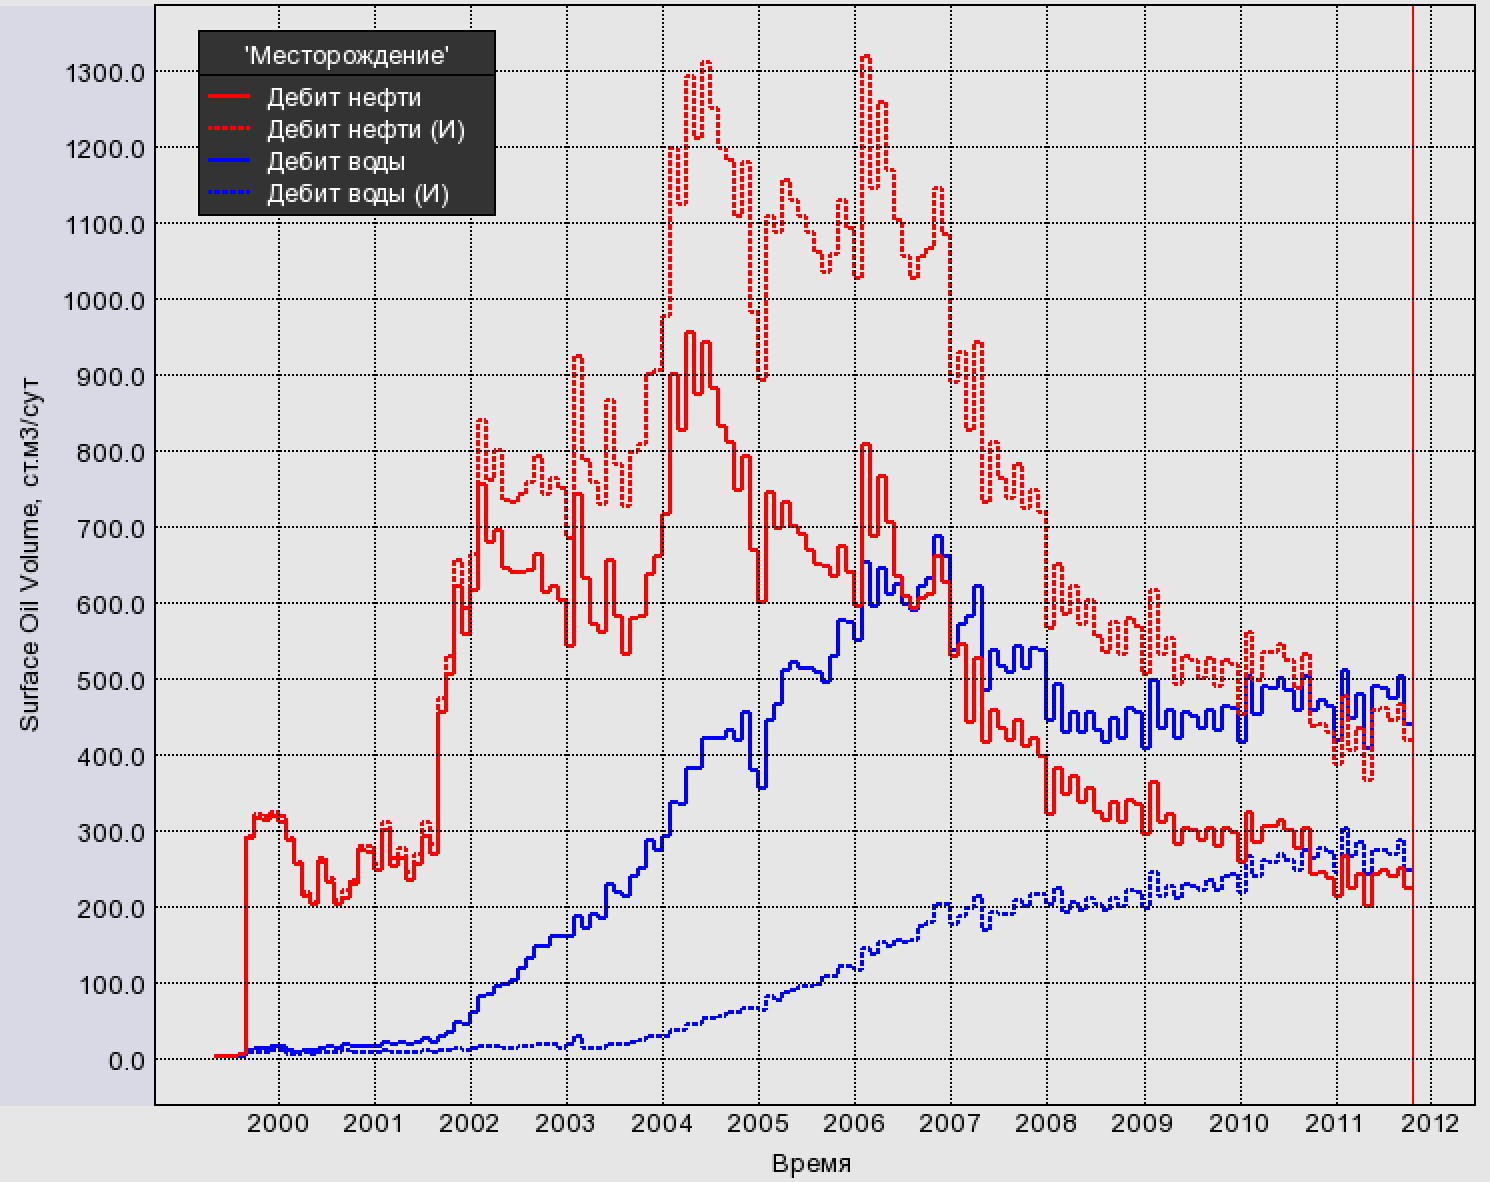 'Месторождение'
Дебит нефти
Дебит нефти (И)
Дебит воды
Дебит воды (И)
1300.0
1200.0
1100.0
1000.0
900.0
800.0
700.0
600.0
500.0
400.0
300.0
200.0
100.0
0.0
Surface Oil Volume, ст.м3/сут
2000 2001 2002 2003 2004 2005 2006 2007 2008 2009 2010 2011 2012
Время